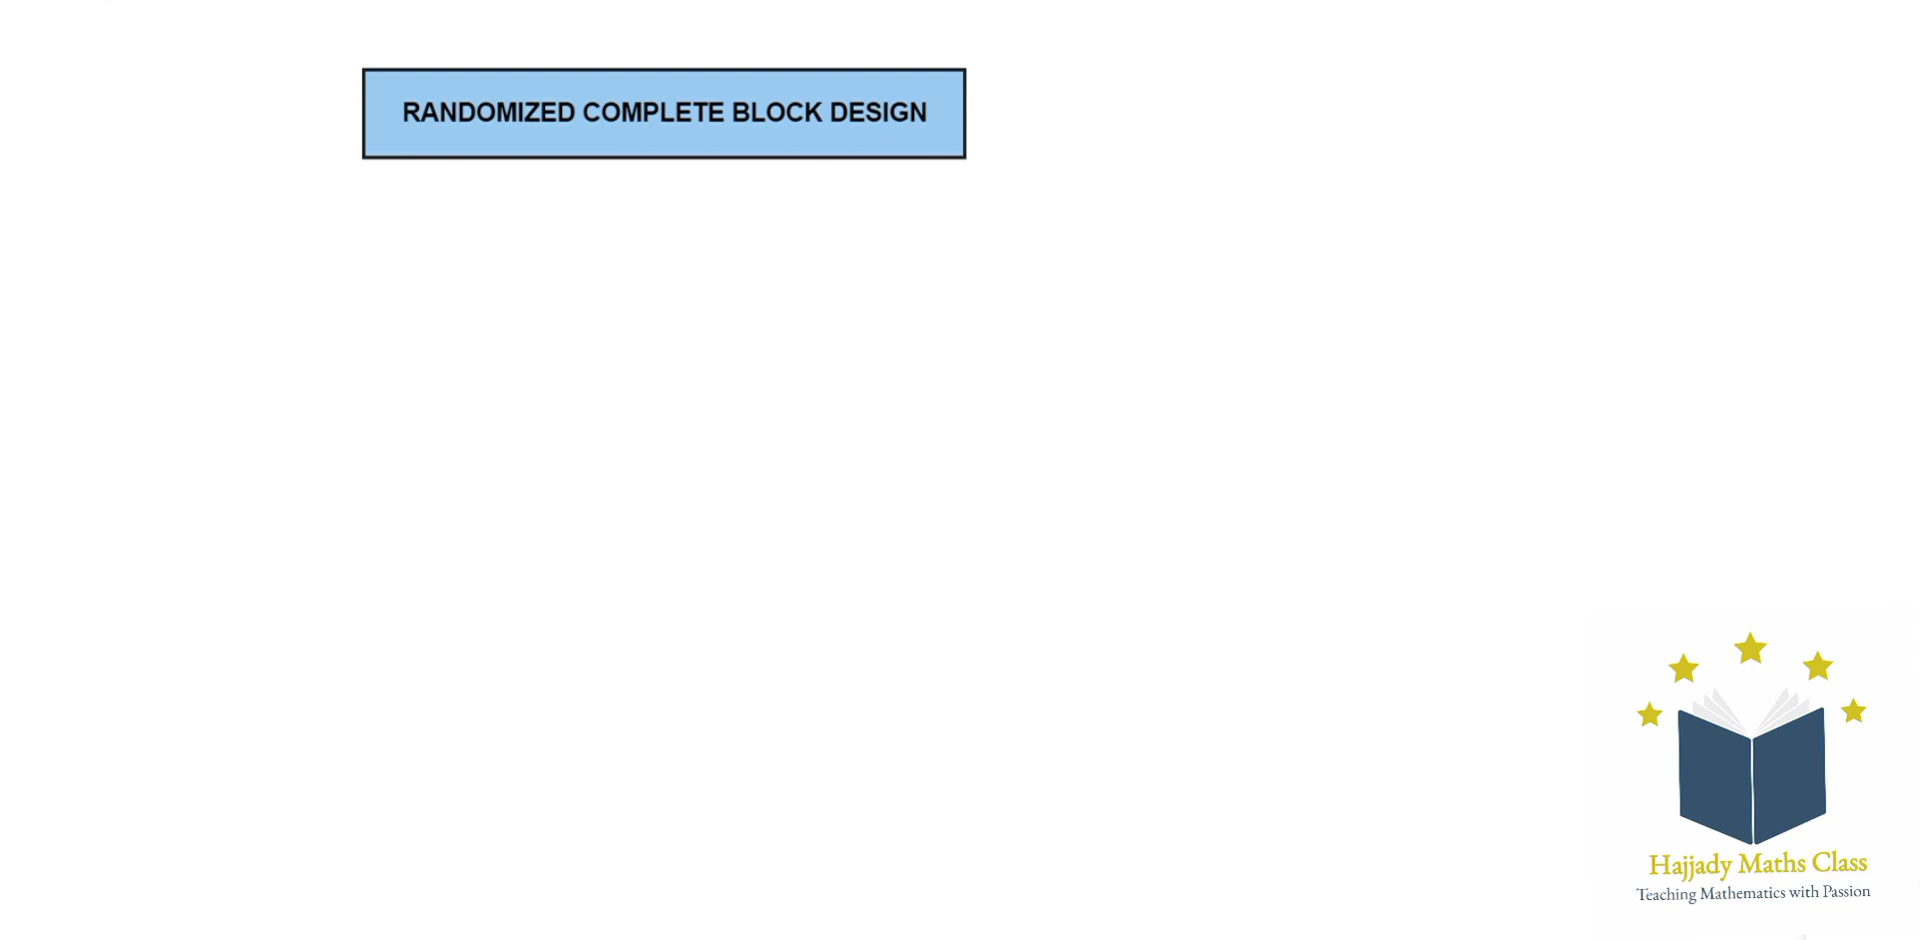 RANDOMIZED COMPLETE BLOCK DESIGN
Hajjady Maths Class
Teaching Mathematics with Passion